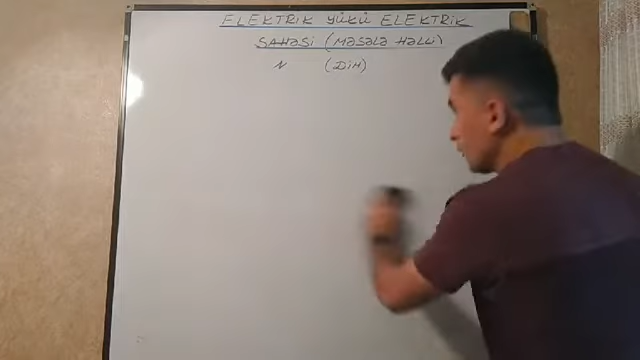 ELEKTRİK YÜKÜ ELEKTRİK
SAHƏSİ (MƏSƏLƏ HƏLLİ)
N (DİM)